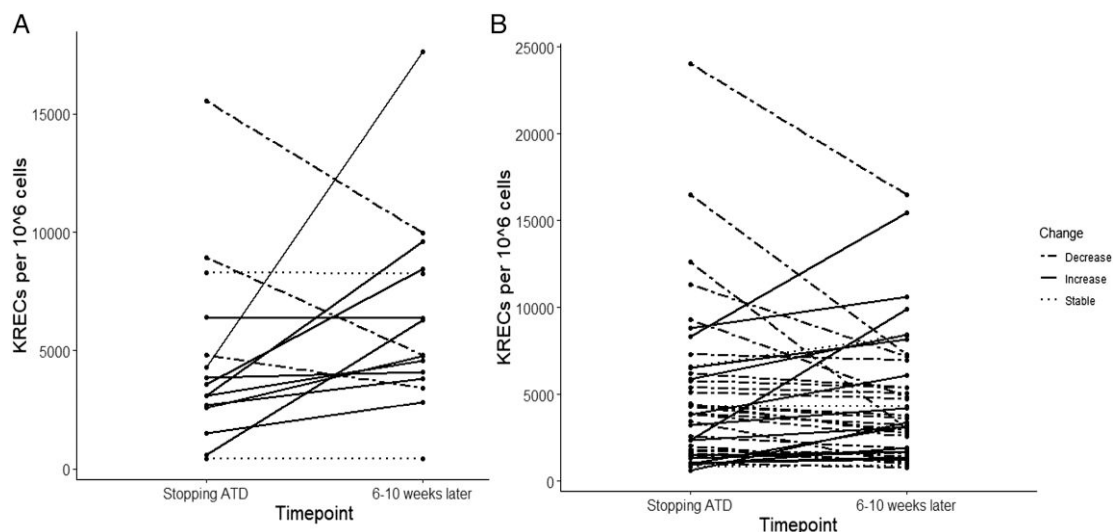 A
KRECs per 10^6 cells
15000
10000
5000
0
Stopping ATD
6-10 weeks later
Timepoint
B
KRECs per 10^6 cells
25000
20000
15000
10000
5000
0
Stopping ATD
6-10 weeks later
Timepoint
Change
Decrease
Increase
Stable